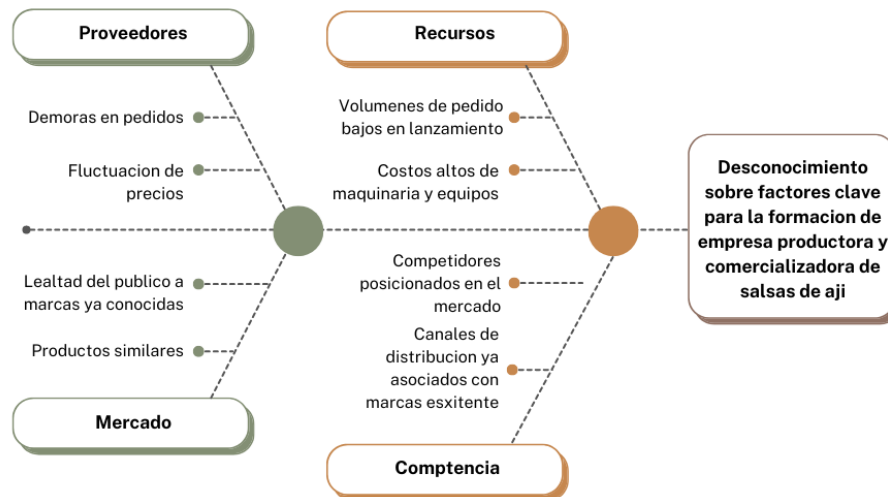 Proveedores
Demoras en pedidos
Fluctuacion de
precios
Recursos
Volumenes de pedido
bajos en lanzamiento
Costos altos de
maquinaria y equipos
Lealtad del publico a
marcas ya conocidas
Productos similares
Mercado
Competidores
posicionados en el
mercado
Canales de
distribucion ya
asociados con
marcas esxitente
Comptencia
Desconocimiento
sobre factores clave
para la formacion de
empresa productora y
comercializadora de
salsas de aji